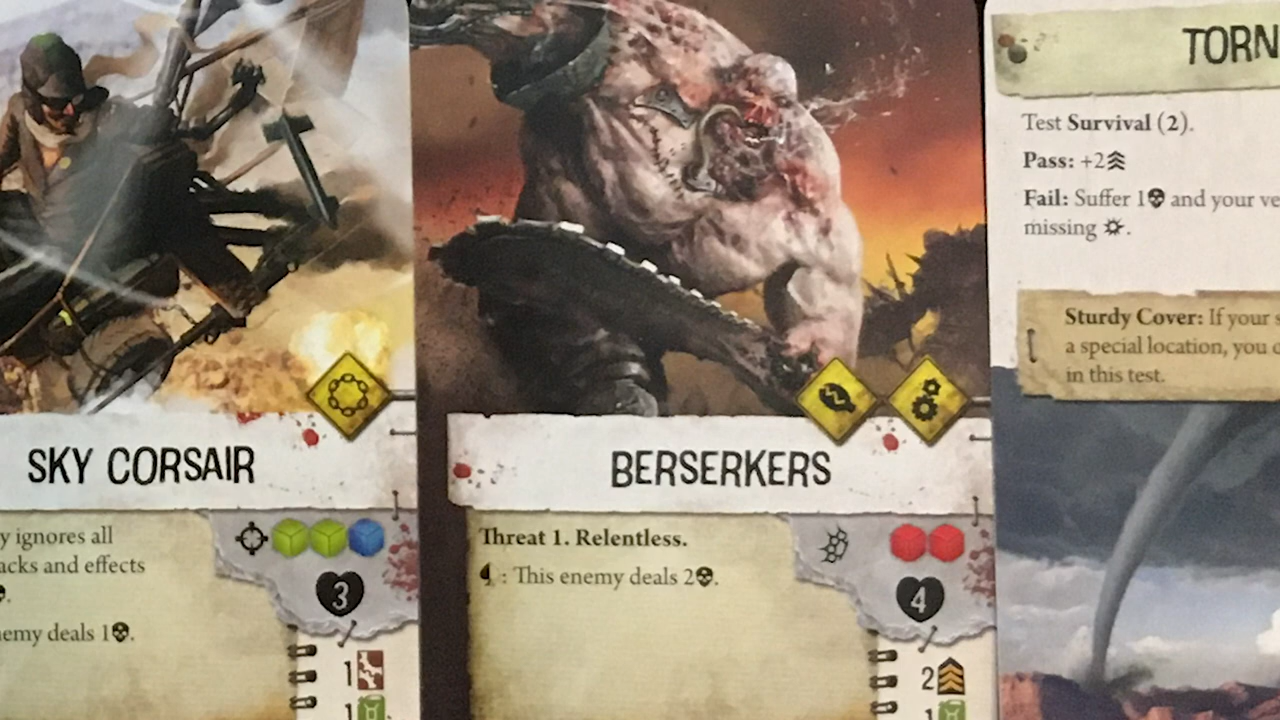 SKY CORSAIR
y ignores all
acks and effects
emy deals 1
3
1
1
BERSERKERS
Threat 1. Relentless.
: This enemy deals 2.
4
2
1
TORN
Test Survival (2).
Pass: +2
Fail: Suffer 1 and your ve
missing.
Sturdy Cover: If your s
a special location, you
in this test.